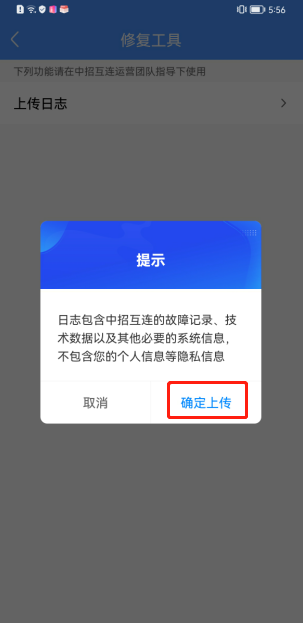 5:56
修复工具
下列功能请在中招互连运营团队指导下使用
上传日志
提示
日志包含中招互连的故障记录、技
术数据以及其他必要的系统信息，
不包含您的个人信息等隐私信息
取消
确定上传